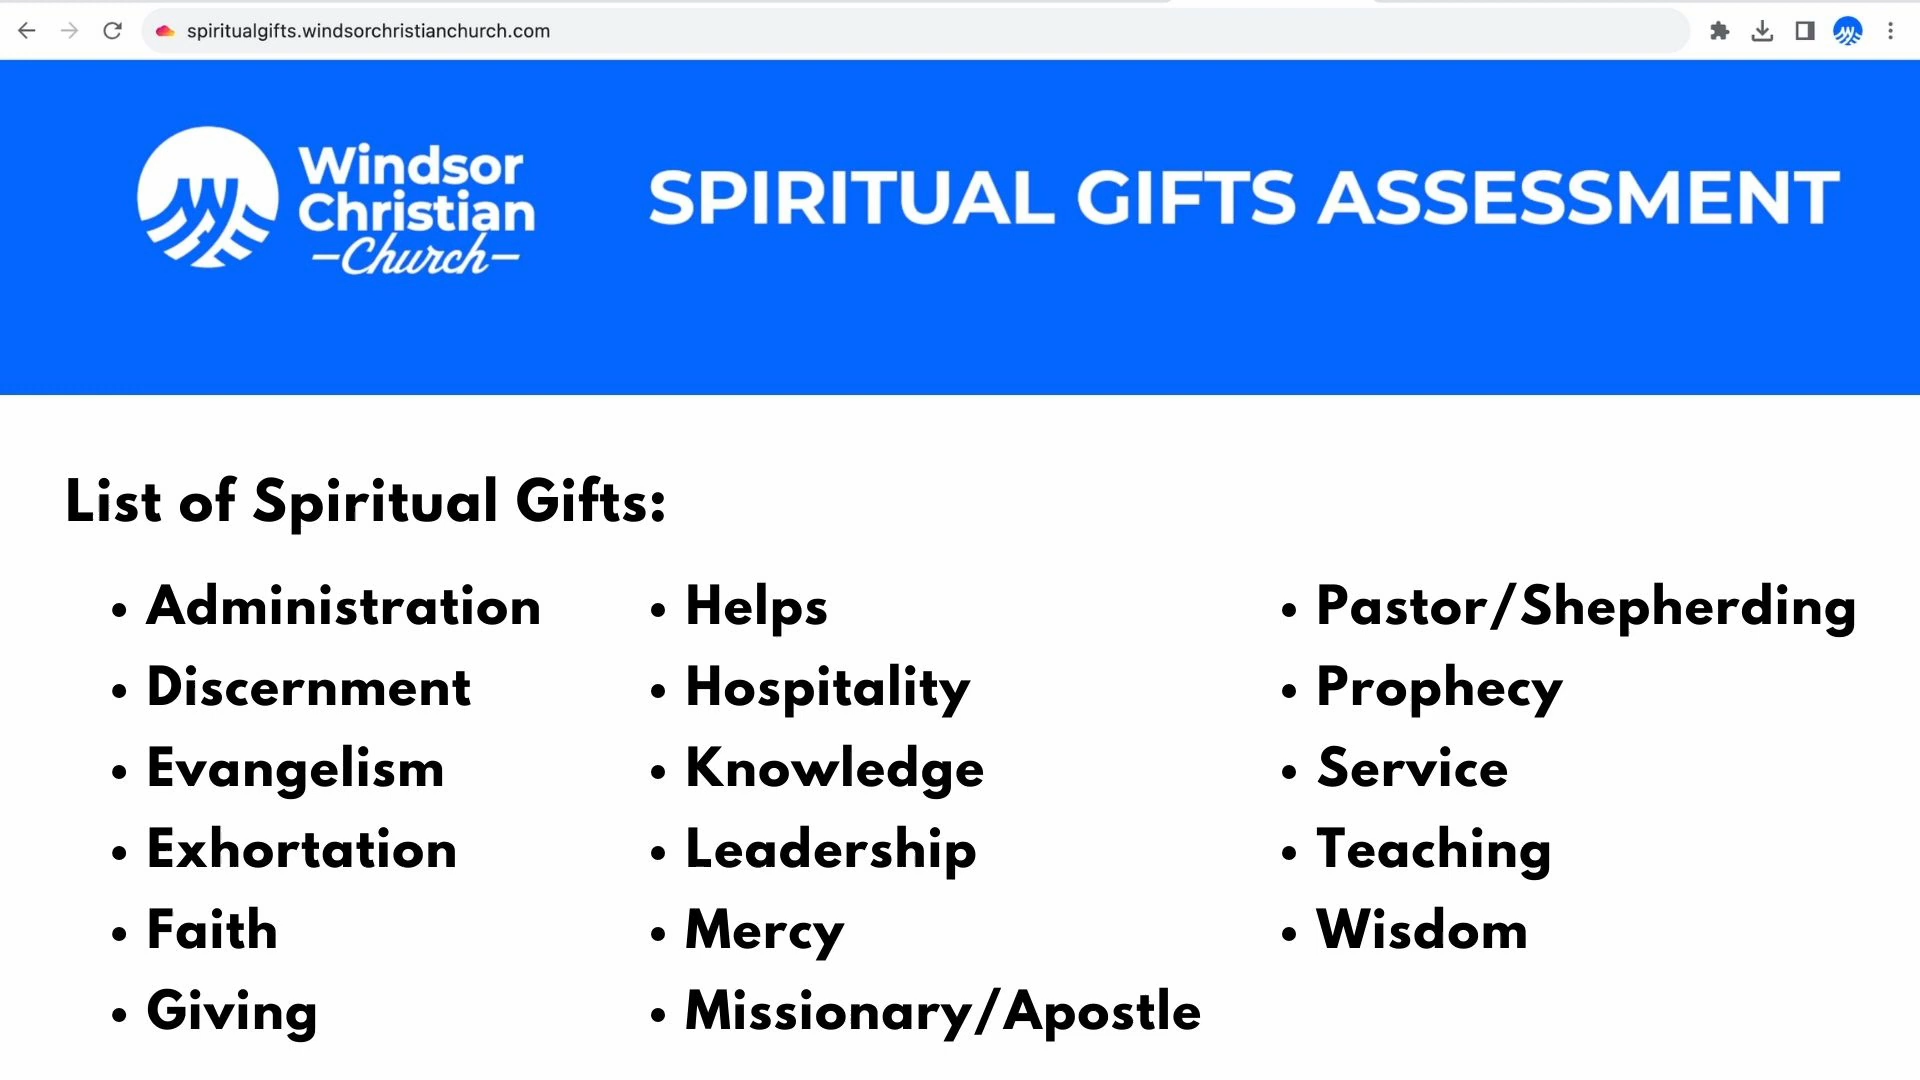 spiritualgifts.windsorchristianchurch.com
Windsor
Christian
–Church–
SPIRITUAL GIFTS ASSESSMENT
List of Spiritual Gifts:
• Administration
• Discernment
• Evangelism
• Exhortation
• Faith
• Giving
• Helps
• Hospitality
• Knowledge
• Leadership
• Mercy
• Missionary/Apostle
• Pastor/Shepherding
• Prophecy
• Service
• Teaching
• Wisdom